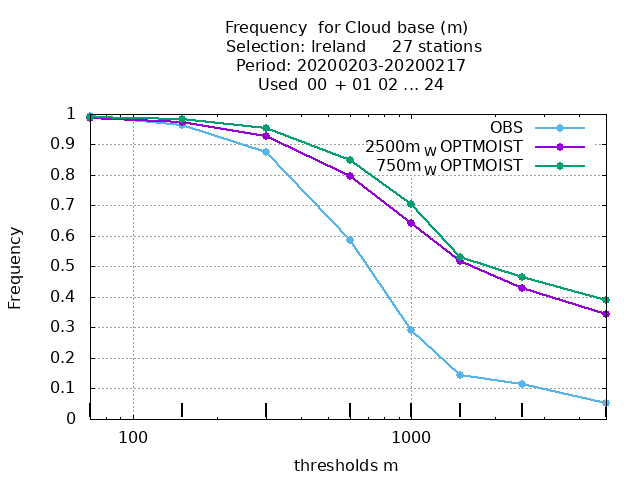 Frequency  for Cloud base (m)
Selection: Ireland     27 stations
Period: 20200203-20200217
Used  00  + 01 02 ... 24
1
0.9
0.8
0.7
0.6
0.5
0.4
0.3
0.2
0.1
0
Frequency
OBS
2500m_W OPTMOIST
750m_W OPTMOIST
100
1000
thresholds m